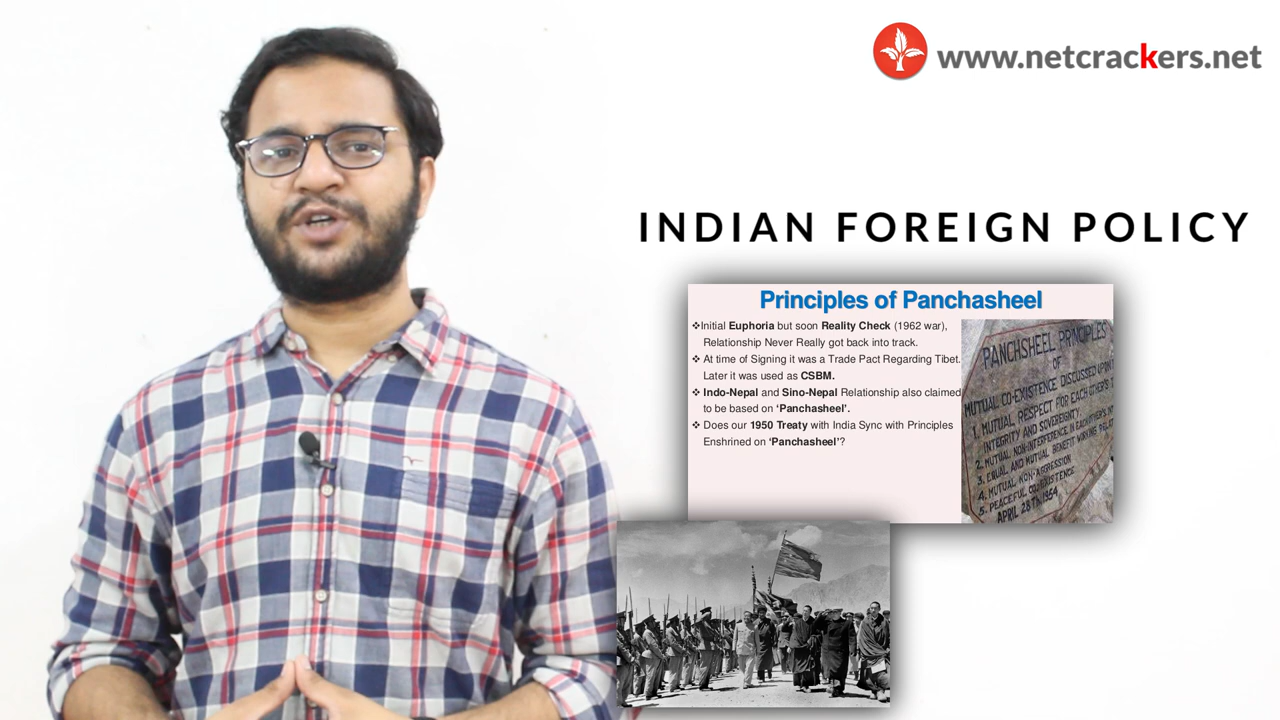 www.netcrackers.net
INDIAN FOREIGN POLICY
Principles of Panchasheel
❖Initial Euphoria but soon Reality Check (1962 war),
Relationship Never Really got back into track.
❖ At time of Signing it was a Trade Pact Regarding Tibet.
Later it was used as CSBM.
❖ Indo-Nepal and Sino-Nepal Relationship also claimed
to be based on ‘Panchasheel’.
❖ Does our 1950 Treaty with India Sync with Principles
Enshrined on ‘Panchasheel’?
PANCHSHEEL PRINCIPLES
OF
MUTUAL CO-EXISTENCE DISCUSSED UPON
1. MUTUAL, RESPECT FOR EACH OTHER'S
INTEGRITY AND SOVEREIGNTY.
2. MUTUAL NON-INTERFERENCE IN
3. EQUAL AND MUTUAL BENEFIT WORKING
4. MUTUAL NON-AGGRESSION
5. PEACEFUL CO-EXISTENCE
APRIL 28TH, 1954